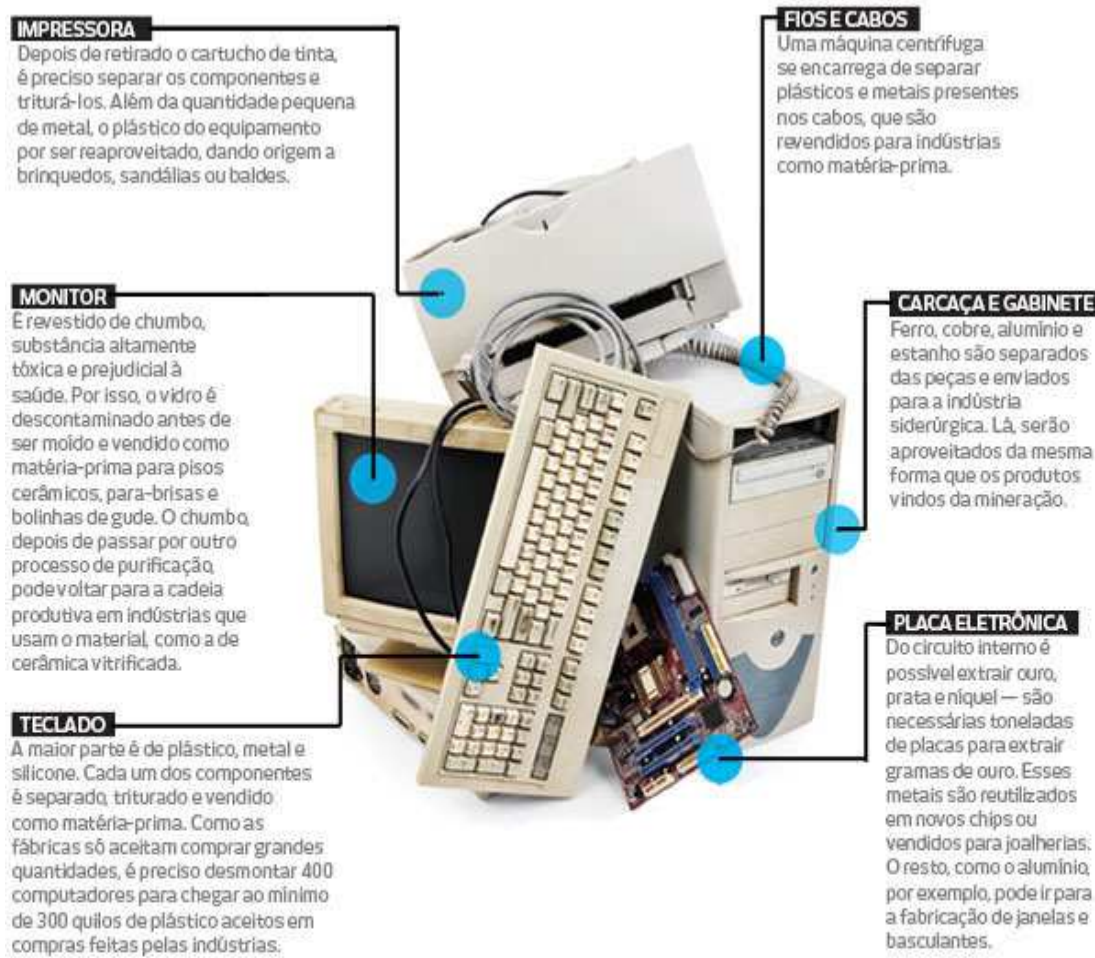 IMPRESSORA
Depois de retirado o cartucho de tinta,
é preciso separar os componentes e
triturá-los. Além da quantidade pequena
de metal, o plástico do equipamento
por ser reaproveitado, dando origem a
brinquedos, sandálias ou baldes.
FIOS E CABOS
Uma máquina centrífuga
se encarrega de separar
plásticos e metais presentes
nos cabos, que são
revendidos para indústrias
como matéria-prima.
MONITOR
É revestido de chumbo,
substância altamente
tóxica e prejudicial à
saúde. Por isso, o vidro é
descontaminado antes de
ser moído e vendido como
matéria-prima para pisos
cerâmicos, para-brisas e
bolinhas de gude. O chumbo,
depois de passar por outro
processo de purificação,
pode voltar para a cadeia
produtiva em indústrias que
usam o material, como a de
cerâmica vitrificada.
CARCAÇA E GABINETE
Ferro, cobre, alumínio e
estanho são separados
das peças e enviados
para a indústria
siderúrgica. Lá, serão
aproveitados da mesma
forma que os produtos
vindos da mineração.
TECLADO
A maior parte é de plástico, metal e
silicone. Cada um dos componentes
é separado, triturado e vendido
como matéria-prima. Como as
fábricas só aceitam comprar grandes
quantidades, é preciso desmontar 400
computadores para chegar ao mínimo
de 300 quilos de plástico aceitos em
compras feitas pelas indústrias.
PLACA ELETRÔNICA
Do circuito interno é
possível extrair ouro,
prata e níquel — são
necessárias toneladas
de placas para extrair
gramas de ouro. Esses
metais são reutilizados
em novos chips ou
vendidos para joalherias.
O resto, como o alumínio,
por exemplo, pode ir para
a fabricação de janelas e
basculantes.